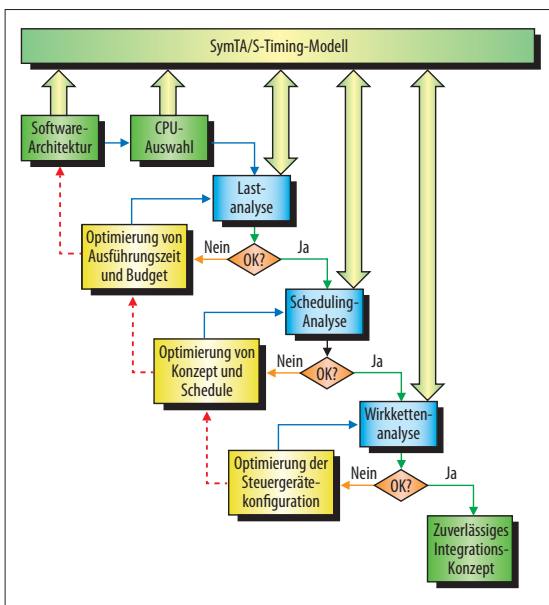 SymTA/S-Timing-Modell
Software-
Architektur
CPU-
Auswahl
Last-
analyse
Optimierung von
Ausführungszeit
und Budget
Nein
OK?
Ja
Scheduling-
Analyse
Optimierung von
Konzept und
Schedule
Nein
OK?
Ja
Wirkketten-
analyse
Optimierung der
Steuergeräte-
konfiguration
Nein
OK?
Ja
Zuverlässiges
Integrations-
Konzept